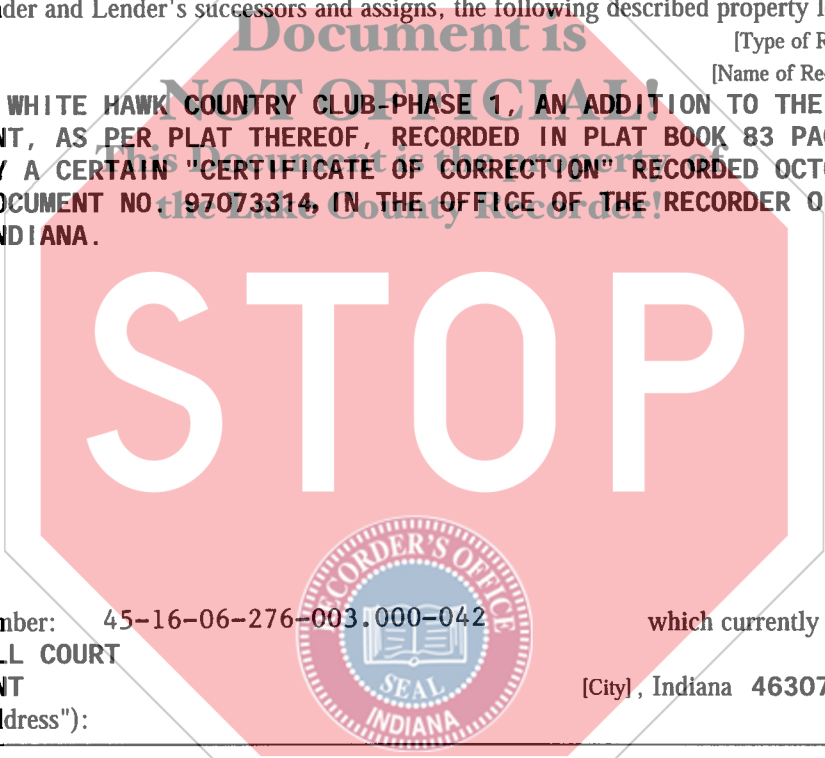 nder and Lender's successors and assigns, the following described property l
Document is
[Type of R
[Name of Re
NOT OFFICIAL!
WHITE HAWK COUNTRY CLUB-PHASE 1, AN ADDITION TO THE
NT, AS PER PLAT THEREOF, RECORDED IN PLAT BOOK 83 PA
This Document is the property of
Y A CERTAIN "CERTIFICATE OF CORRECTION" RECORDED OCT
the Lake County Recorder!
OCUMENT NO. 97073314, IN THE OFFICE OF THE RECORDER O
NDIANA.
STOP
RECORDER'S OFFICE
SEAL
INDIANA
mber: 45-16-06-276-003.000-042 which currently
LL COURT
NT [City] , Indiana 46307
ddress"):